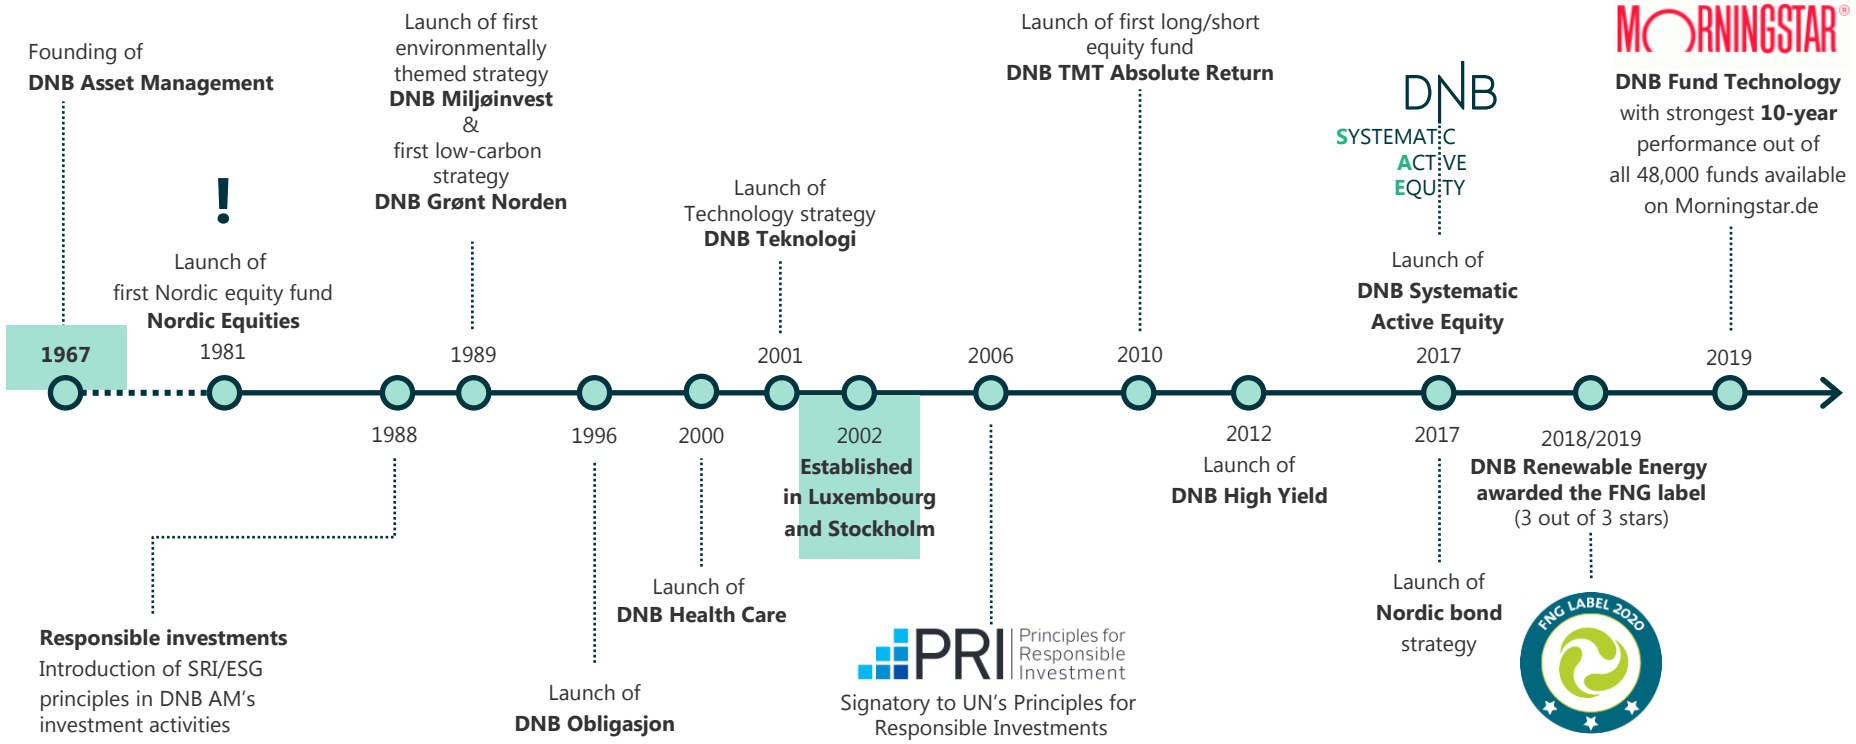 Founding of
DNB Asset Management
1967
!
Launch of
first Nordic equity fund
Nordic Equities
1981
1988
Responsible investments
Introduction of SRI/ESG
principles in DNB AM’s
investment activities
Launch of first
environmentally
themed strategy
DNB Miljøinvest
&
first low-carbon
strategy
DNB Grønt Norden
1989
1996
Launch of
DNB Obligasjon
2000
Launch of
DNB Health Care
Launch of
Technology strategy
DNB Teknologi
2001
2002
Established
in Luxembourg
and Stockholm
2006
PRI
Principles for
Responsible
Investment
Signatory to UN’s Principles for
Responsible Investments
Launch of first long/short
equity fund
DNB TMT Absolute Return
2010
2012
Launch of
DNB High Yield
DNB
SYSTEMATIC
ACTIVE
EQUITY
Launch of
DNB Systematic
Active Equity
2017
2017
Launch of
Nordic bond
strategy
2018/2019
DNB Renewable Energy
awarded the FNG label
(3 out of 3 stars)
FNG LABEL 2020
MORNINGSTAR®
DNB Fund Technology
with strongest 10-year
performance out of
all 48,000 funds available
on Morningstar.de
2019